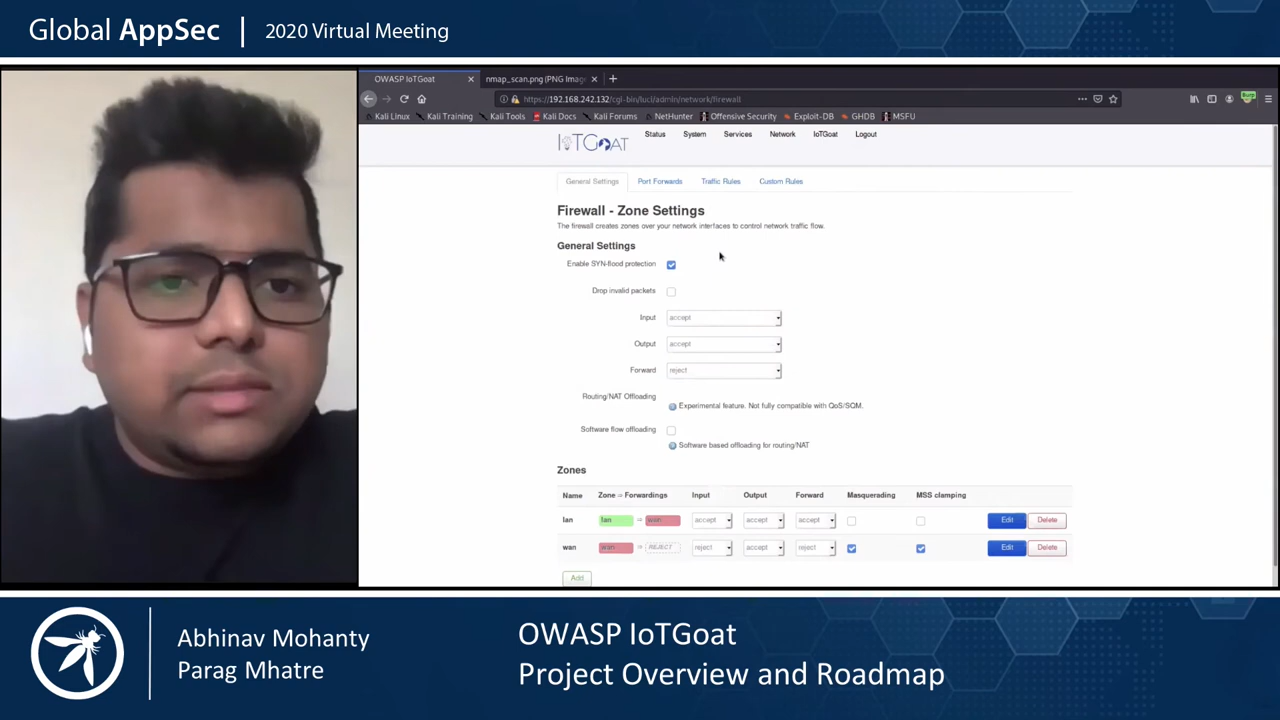 Global AppSec | 2020 Virtual Meeting
OWASP IoTGoat
nmap_scan.png (PNG Imag
https://192.168.242.132/cgi-bin/luci/admin/network/firewall
Kali Linux Kali Training Kali Tools Kali Docs Kali Forums NetHunter Offensive Security Exploit-DB GHDB MSFU
Burp
IoTGoat
Status System Services Network IoTGoat Logout
General Settings Port Forwards Traffic Rules Custom Rules
Firewall - Zone Settings
The firewall creates zones over your network interfaces to control network traffic flow.
General Settings
Enable SYN-flood protection
Drop invalid packets
Input accept
Output accept
Forward reject
Routing/NAT Offloading
Experimental feature. Not fully compatible with QoS/SQM.
Software flow offloading
Software based offloading for routing/NAT
Zones
Name Zone ⇒ Forwardings Input Output Forward Masquerading MSS clamping
lan lan ⇒ wan accept accept accept Edit Delete
wan wan ⇒ REJECT reject accept reject Edit Delete
Add
Abhinav Mohanty
Parag Mhatre
OWASP IoTGoat
Project Overview and Roadmap